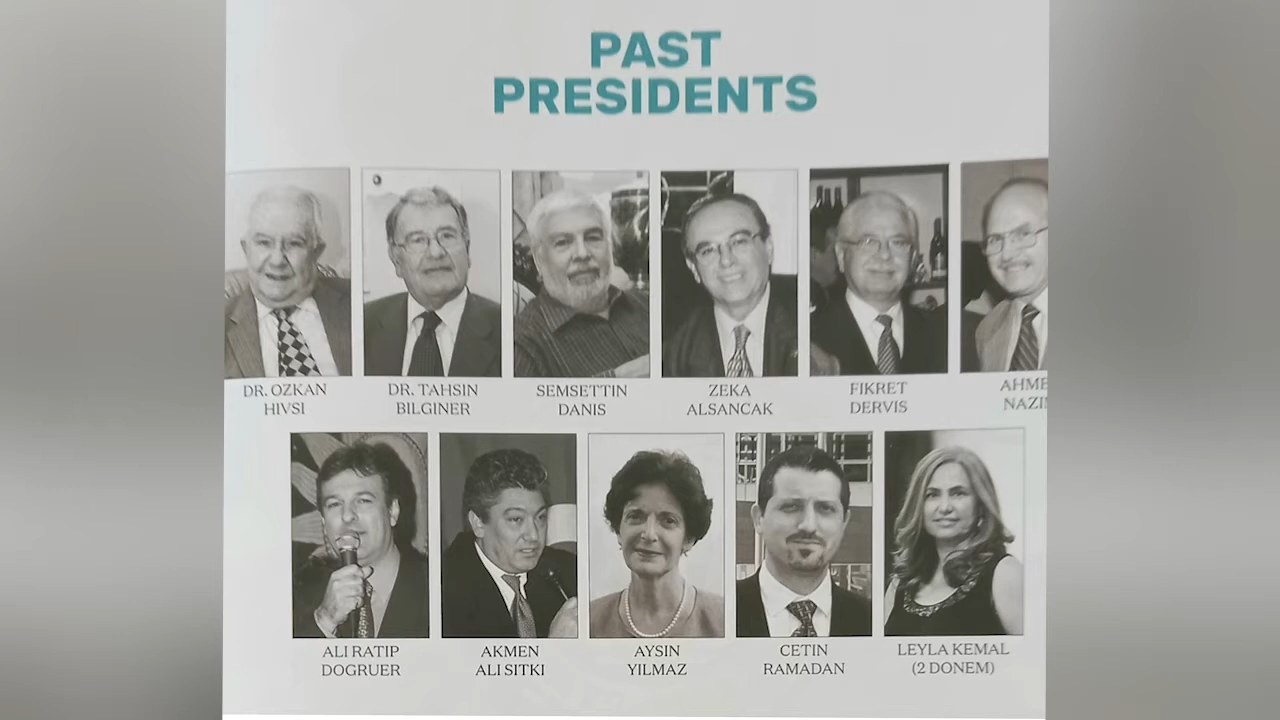 PAST
PRESIDENTS
DR. OZKAN
HIVSI
DR. TAHSIN
BILGINER
SEMSETTIN
DANIS
ZEKA
ALSANCAK
FIKRET
DERVIS
ALI RATIP
DOGRUER
AKMEN
ALI SITKI
AYSIN
YILMAZ
CETIN
RAMADAN
LEYLA KEMAL
(2 DONEM)